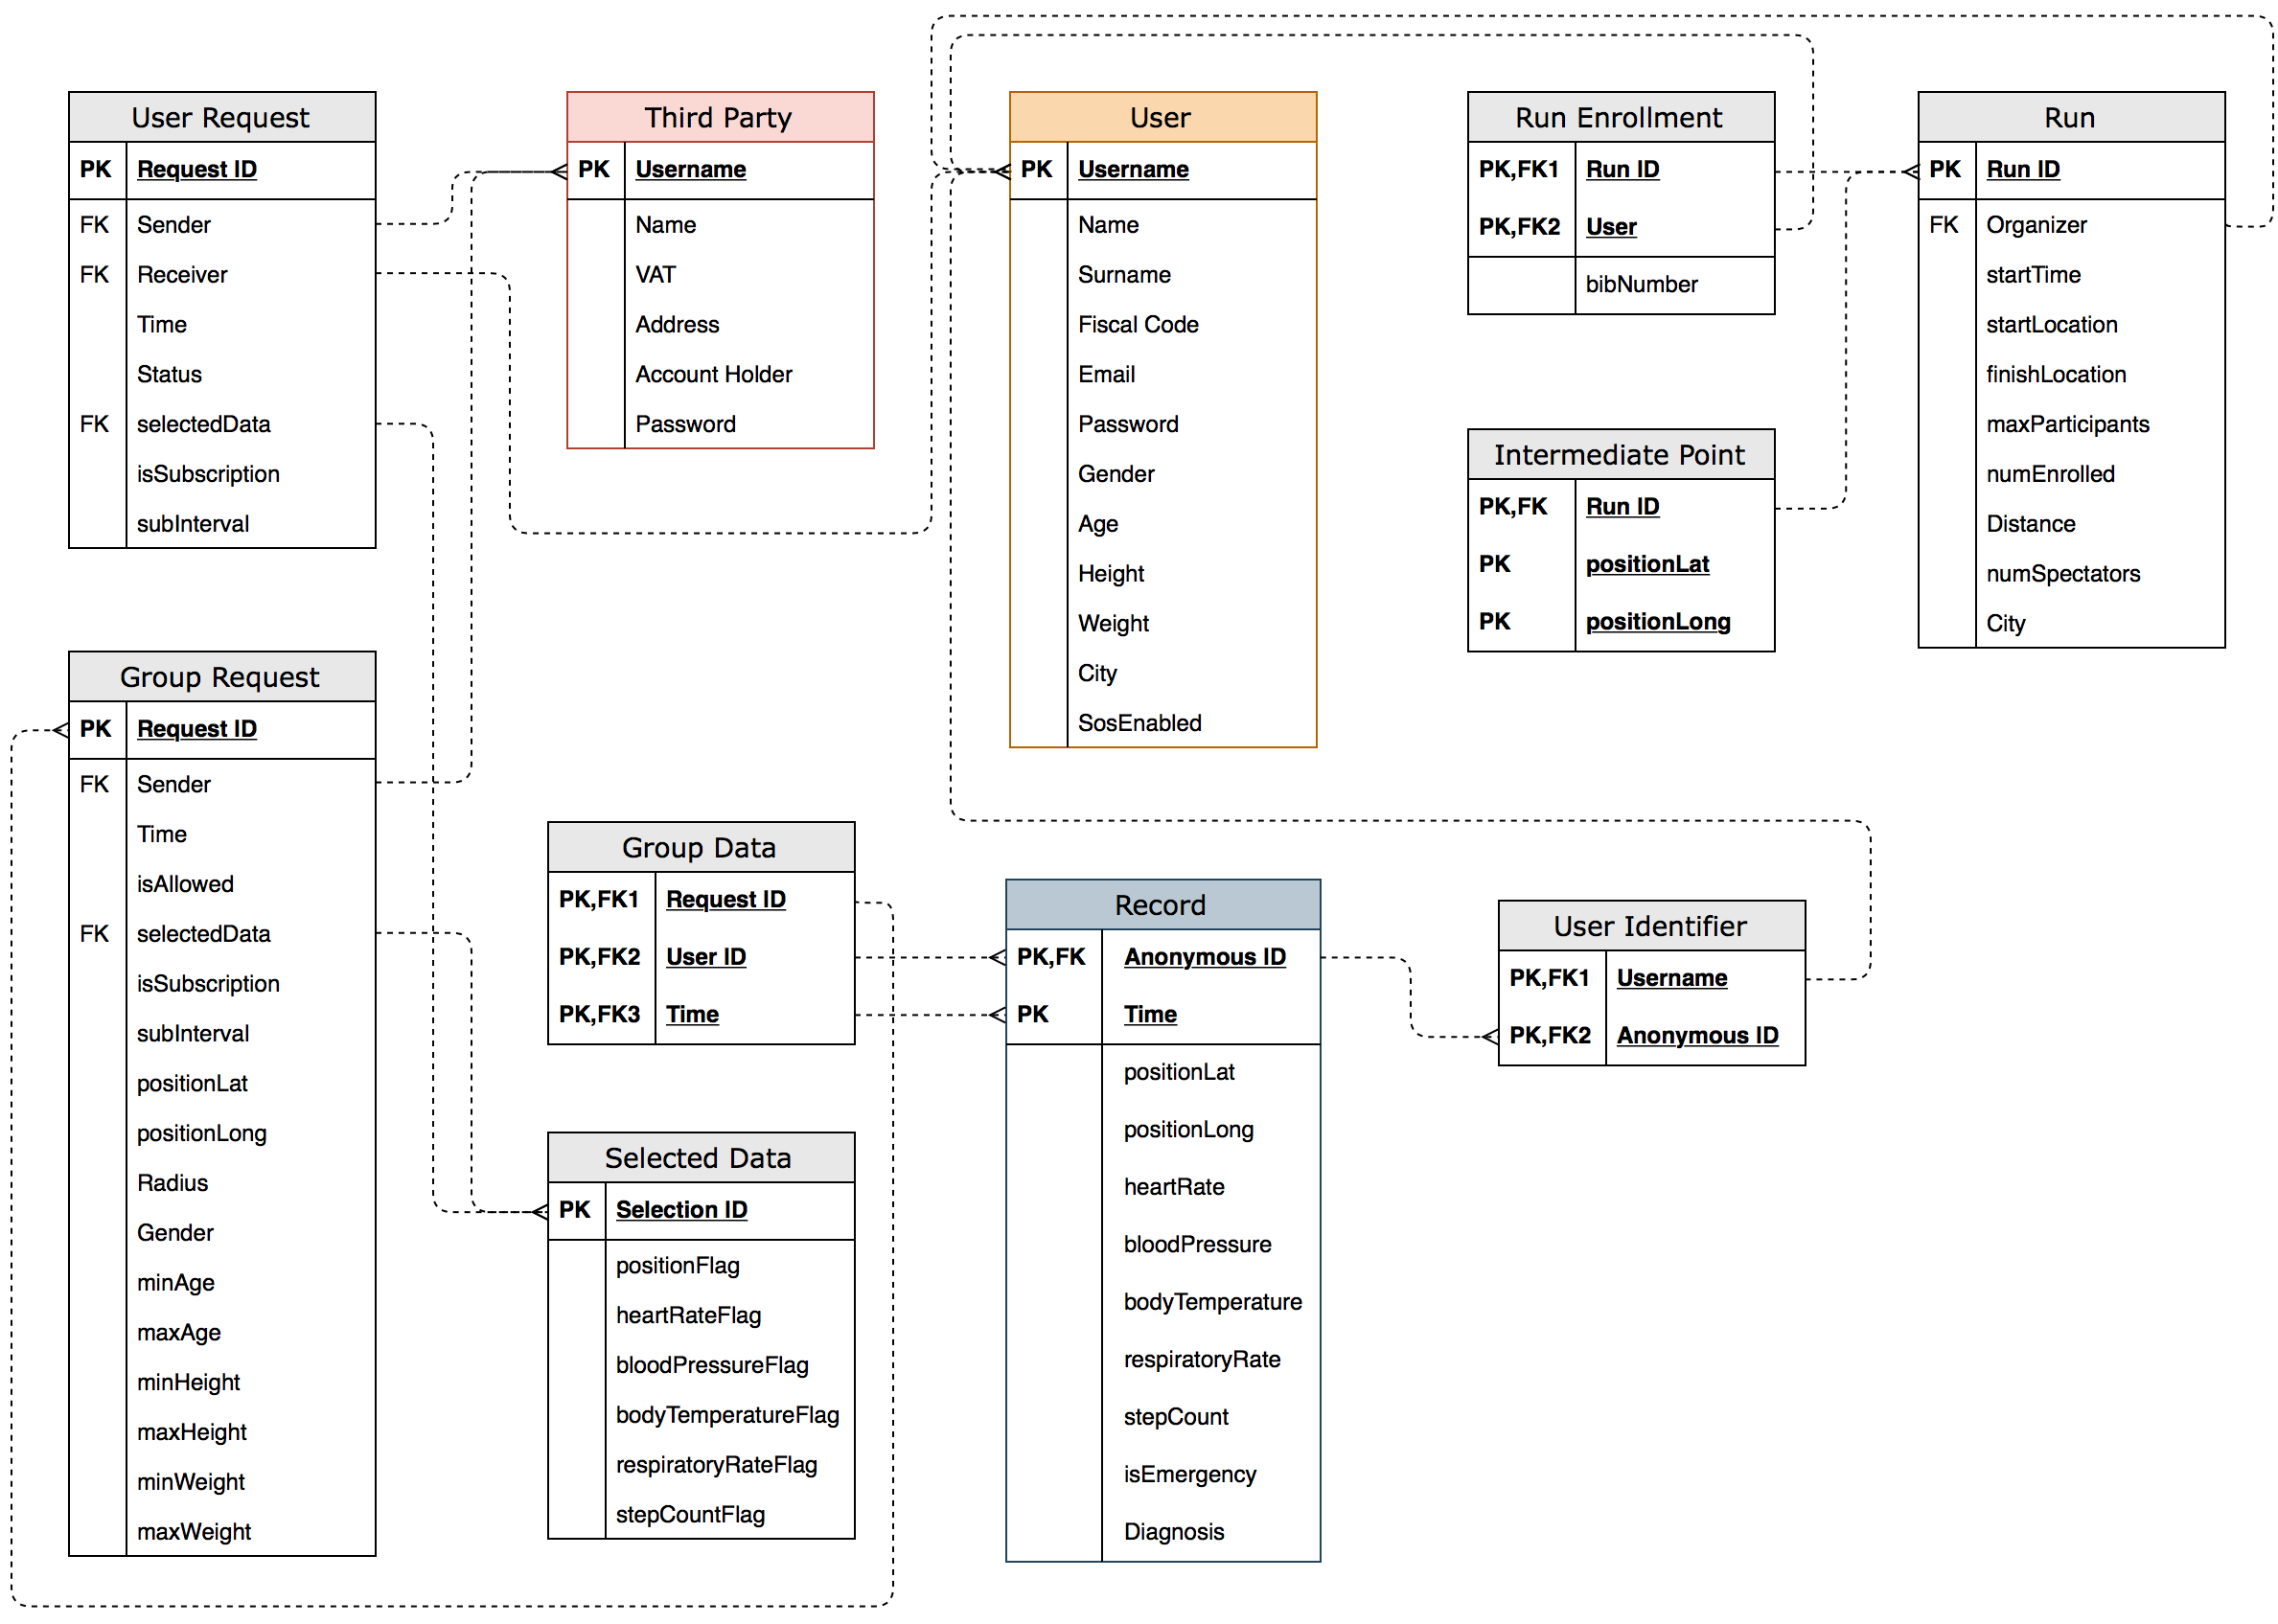 User Request
PK Request ID
FK Sender
FK Receiver
Time
Status
FK selectedData
isSubscription
subInterval
Third Party
PK Username
Name
VAT
Address
Account Holder
Password
User
PK Username
Name
Surname
Fiscal Code
Email
Password
Gender
Age
Height
Weight
City
SosEnabled
Run Enrollment
PK,FK1 Run ID
PK,FK2 User
bibNumber
Run
PK Run ID
FK Organizer
startTime
startLocation
finishLocation
maxParticipants
numEnrolled
Distance
numSpectators
City
Intermediate Point
PK,FK Run ID
PK positionLat
PK positionLong
Group Request
PK Request ID
FK Sender
Time
isAllowed
FK selectedData
isSubscription
subInterval
positionLat
positionLong
Radius
Gender
minAge
maxAge
minHeight
maxHeight
minWeight
maxWeight
Group Data
PK,FK1 Request ID
PK,FK2 User ID
PK,FK3 Time
Selected Data
PK Selection ID
positionFlag
heartRateFlag
bloodPressureFlag
bodyTemperatureFlag
respiratoryRateFlag
stepCountFlag
Record
PK,FK Anonymous ID
PK Time
positionLat
positionLong
heartRate
bloodPressure
bodyTemperature
respiratoryRate
stepCount
isEmergency
Diagnosis
User Identifier
PK,FK1 Username
PK,FK2 Anonymous ID